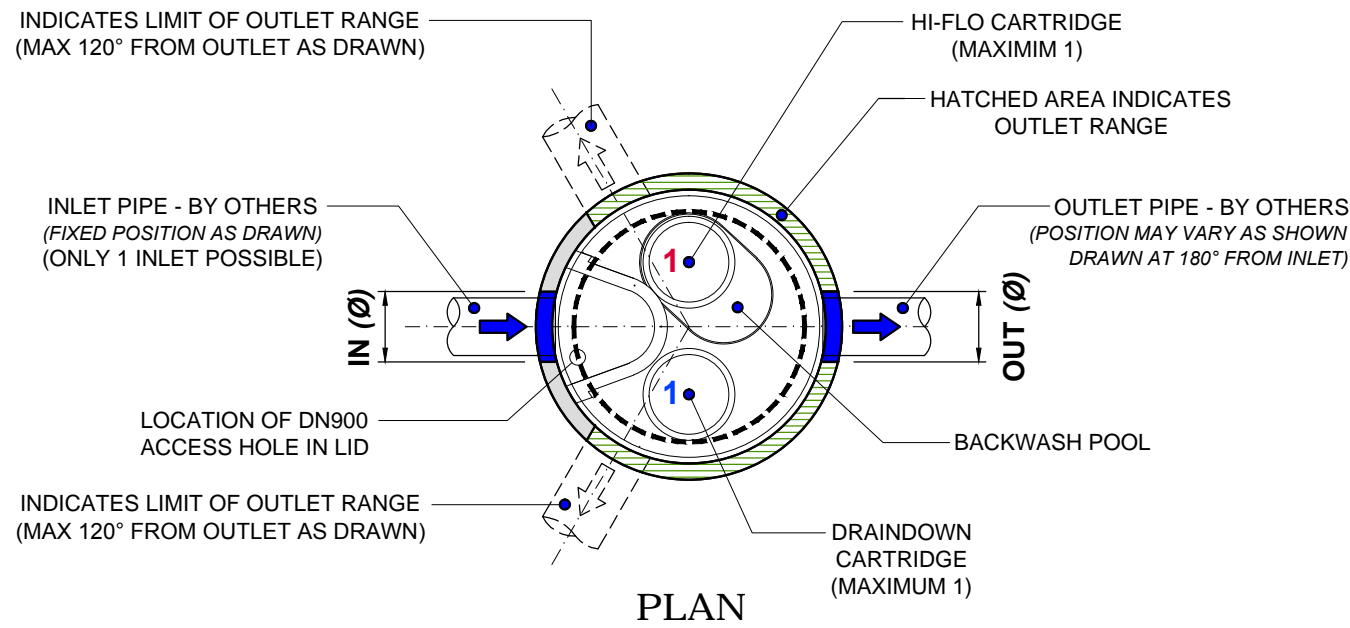 INDICATES LIMIT OF OUTLET RANGE
(MAX 120° FROM OUTLET AS DRAWN)
HI-FLO CARTRIDGE
(MAXIMIM 1)
HATCHED AREA INDICATES
OUTLET RANGE
INLET PIPE - BY OTHERS
(FIXED POSITION AS DRAWN)
(ONLY 1 INLET POSSIBLE)
OUTLET PIPE - BY OTHERS
(POSITION MAY VARY AS SHOWN
DRAWN AT 180° FROM INLET)
1
IN (Ø)
OUT (Ø)
1
LOCATION OF DN900
ACCESS HOLE IN LID
BACKWASH POOL
INDICATES LIMIT OF OUTLET RANGE
(MAX 120° FROM OUTLET AS DRAWN)
DRAINDOWN
CARTRIDGE
(MAXIMUM 1)
PLAN